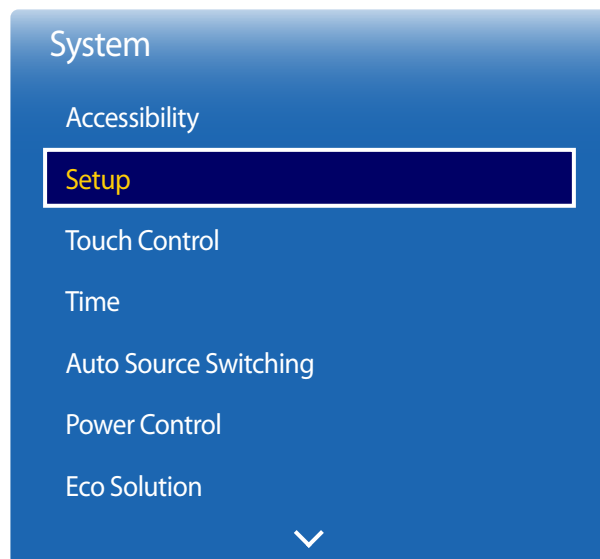 System
Accessibility
Setup
Touch Control
Time
Auto Source Switching
Power Control
Eco Solution